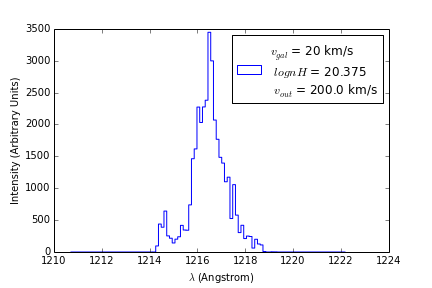 3500
3000
2500
2000
1500
1000
500
0
Intensity (Arbitrary Units)
v_gal = 20 km/s
lognH = 20.375
v_out = 200.0 km/s
1210 1212 1214 1216 1218 1220 1222 1224
λ (Angstrom)